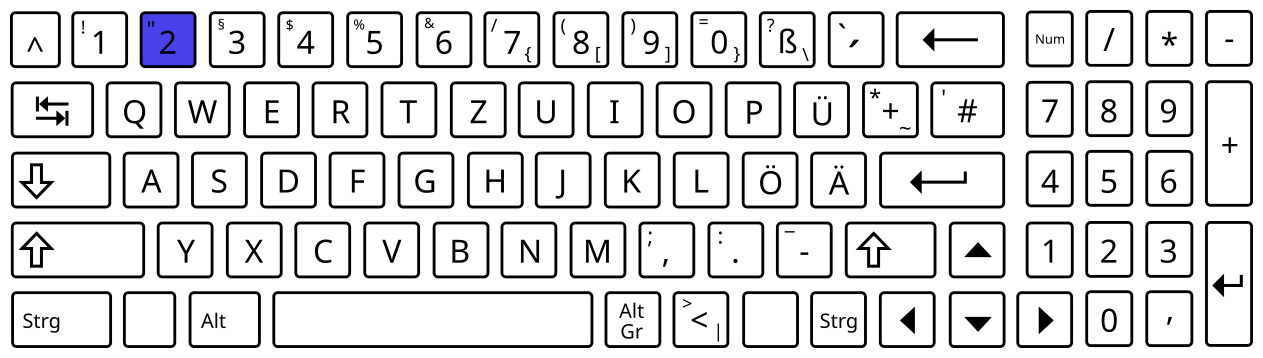 ^ ! 1 " 2 § 3 $ 4 % 5 & 6 / 7 { ( 8 [ ) 9 ] = 0 } ? ß \ ` ´ Num / * -
Q W E R T Z U I O P Ü * + ~ ' # 7 8 9 +
A S D F G H J K L Ö Ä 4 5 6
Y X C V B N M ; , : . _ - 1 2 3
Strg Alt Alt Gr > < | Strg 0 ,